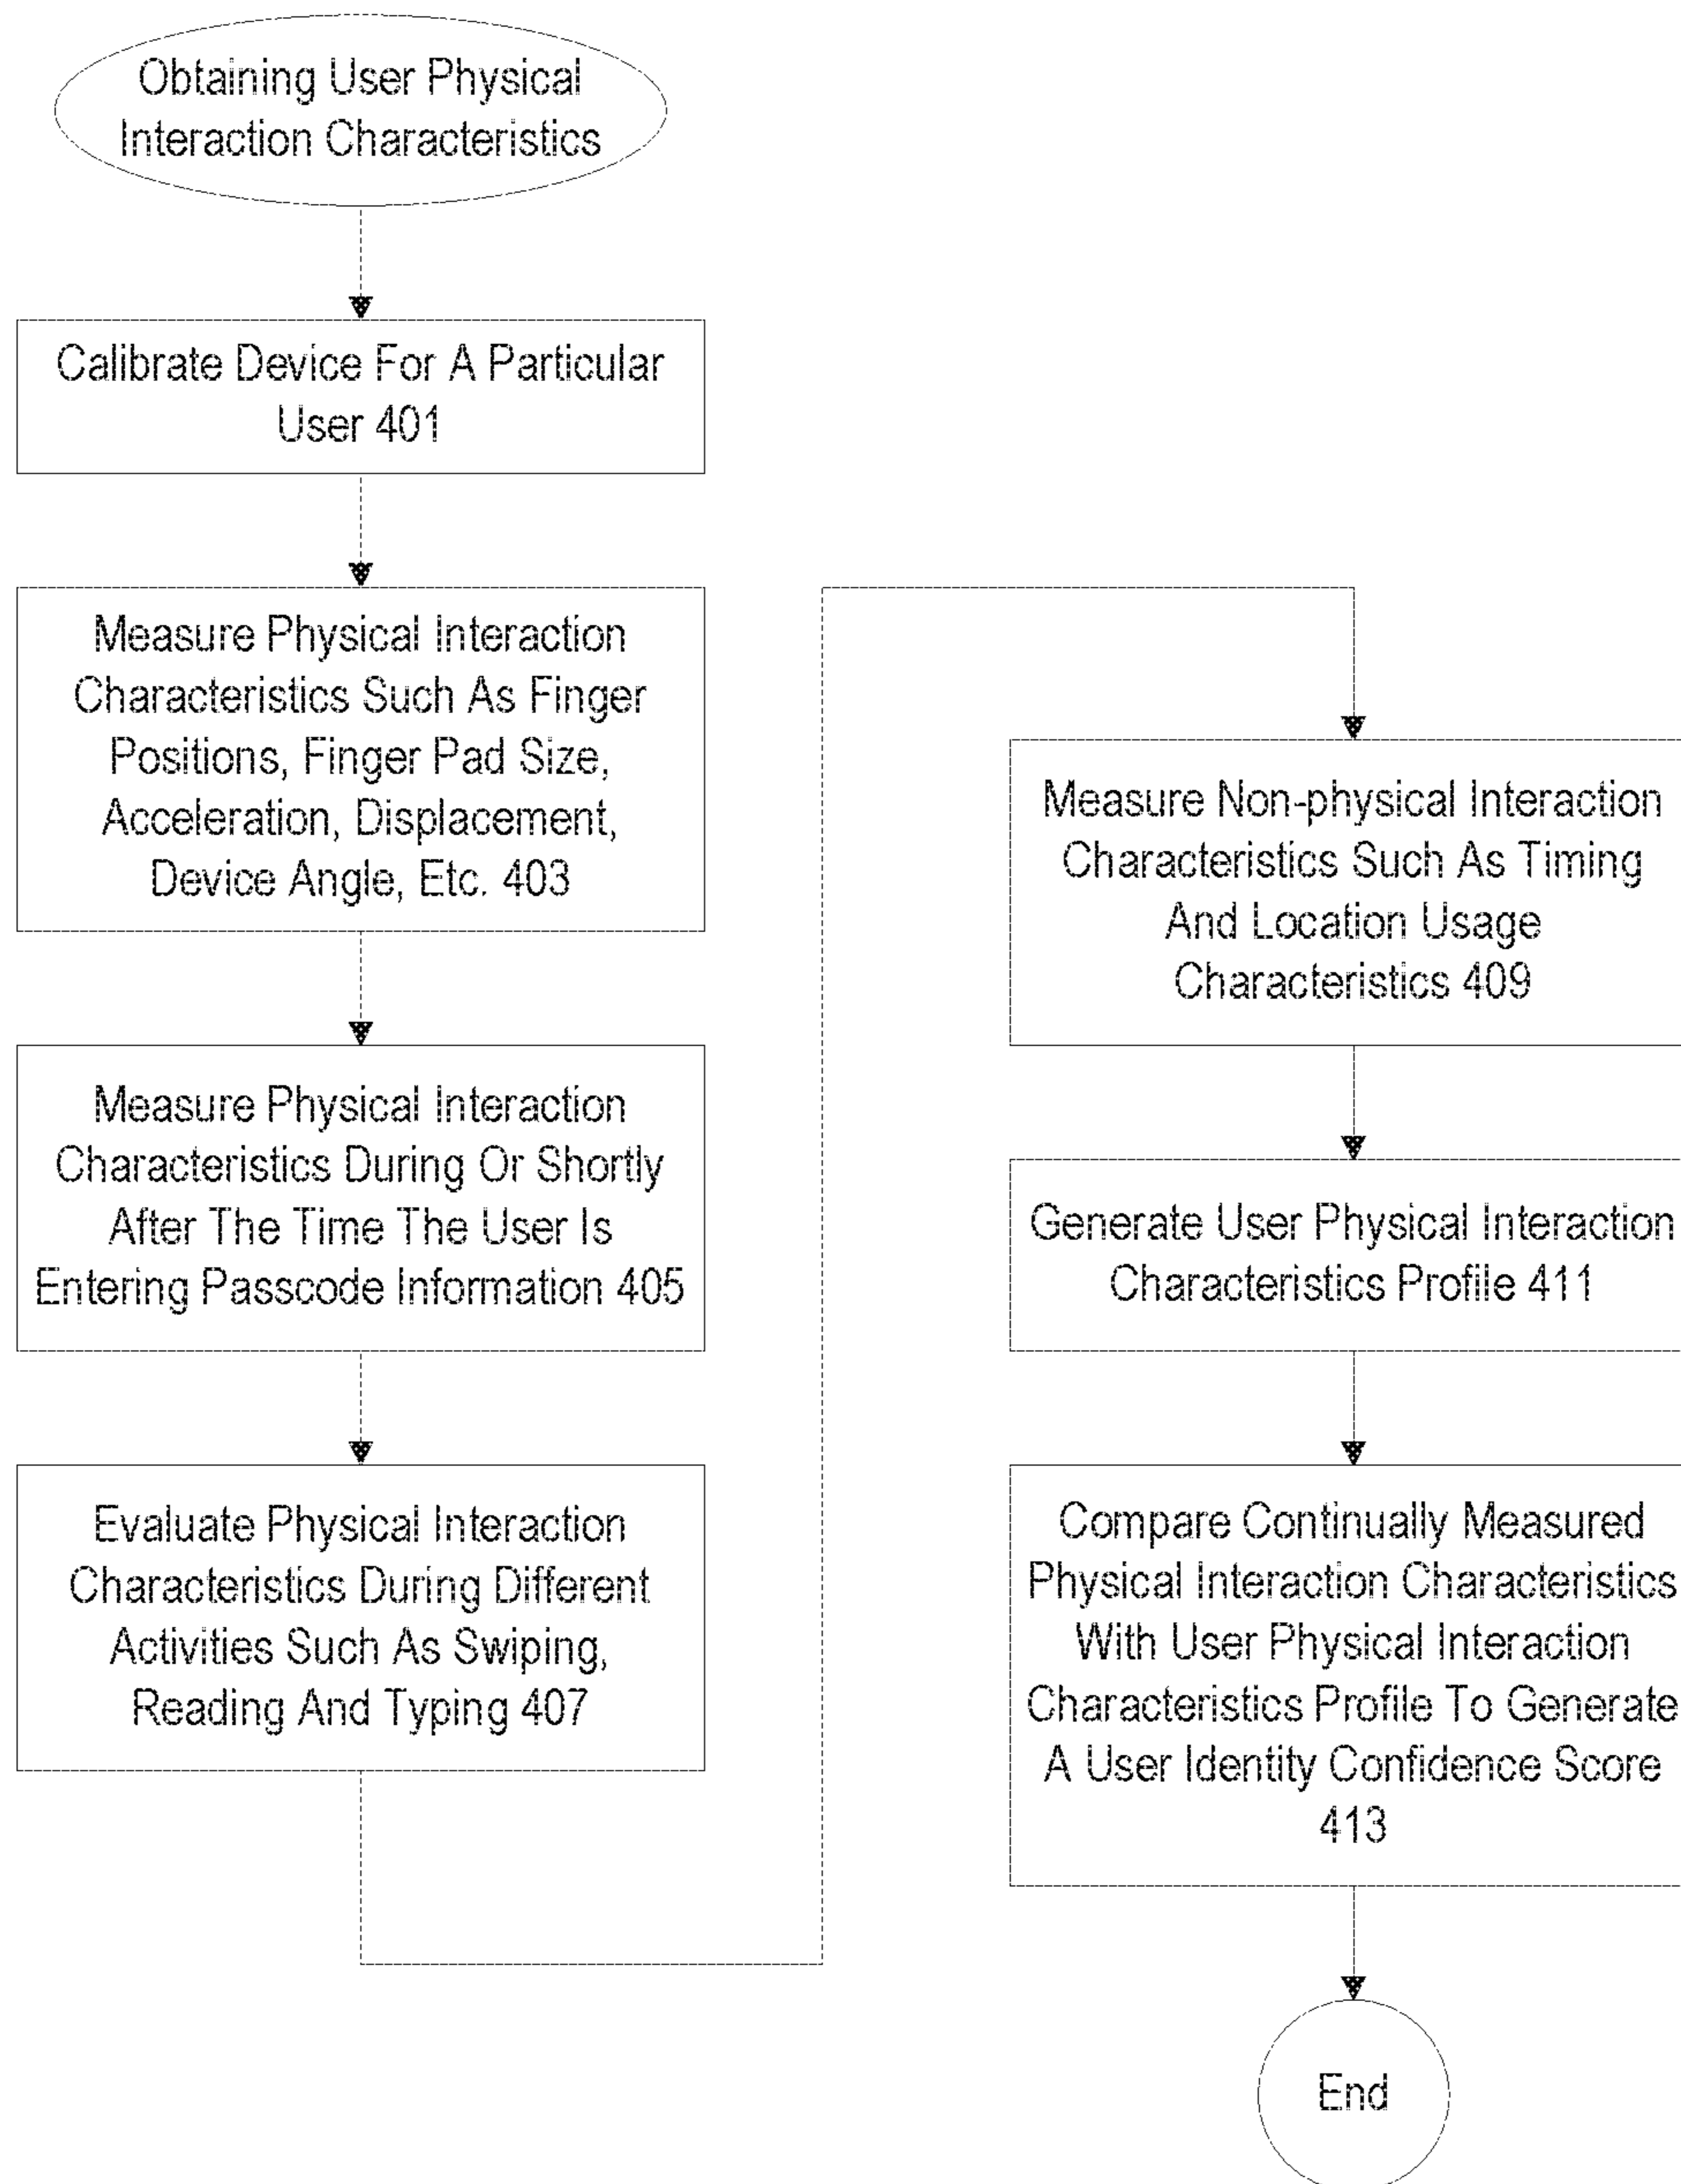 Obtaining User Physical
Interaction Characteristics
Calibrate Device For A Particular
User 401
Measure Physical Interaction
Characteristics Such As Finger
Positions, Finger Pad Size,
Acceleration, Displacement,
Device Angle, Etc. 403
Measure Physical Interaction
Characteristics During Or Shortly
After The Time The User Is
Entering Passcode Information 405
Evaluate Physical Interaction
Characteristics During Different
Activities Such As Swiping,
Reading And Typing 407
Measure Non-physical Interaction
Characteristics Such As Timing
And Location Usage
Characteristics 409
Generate User Physical Interaction
Characteristics Profile 411
Compare Continually Measured
Physical Interaction Characteristics
With User Physical Interaction
Characteristics Profile To Generate
A User Identity Confidence Score
413
End